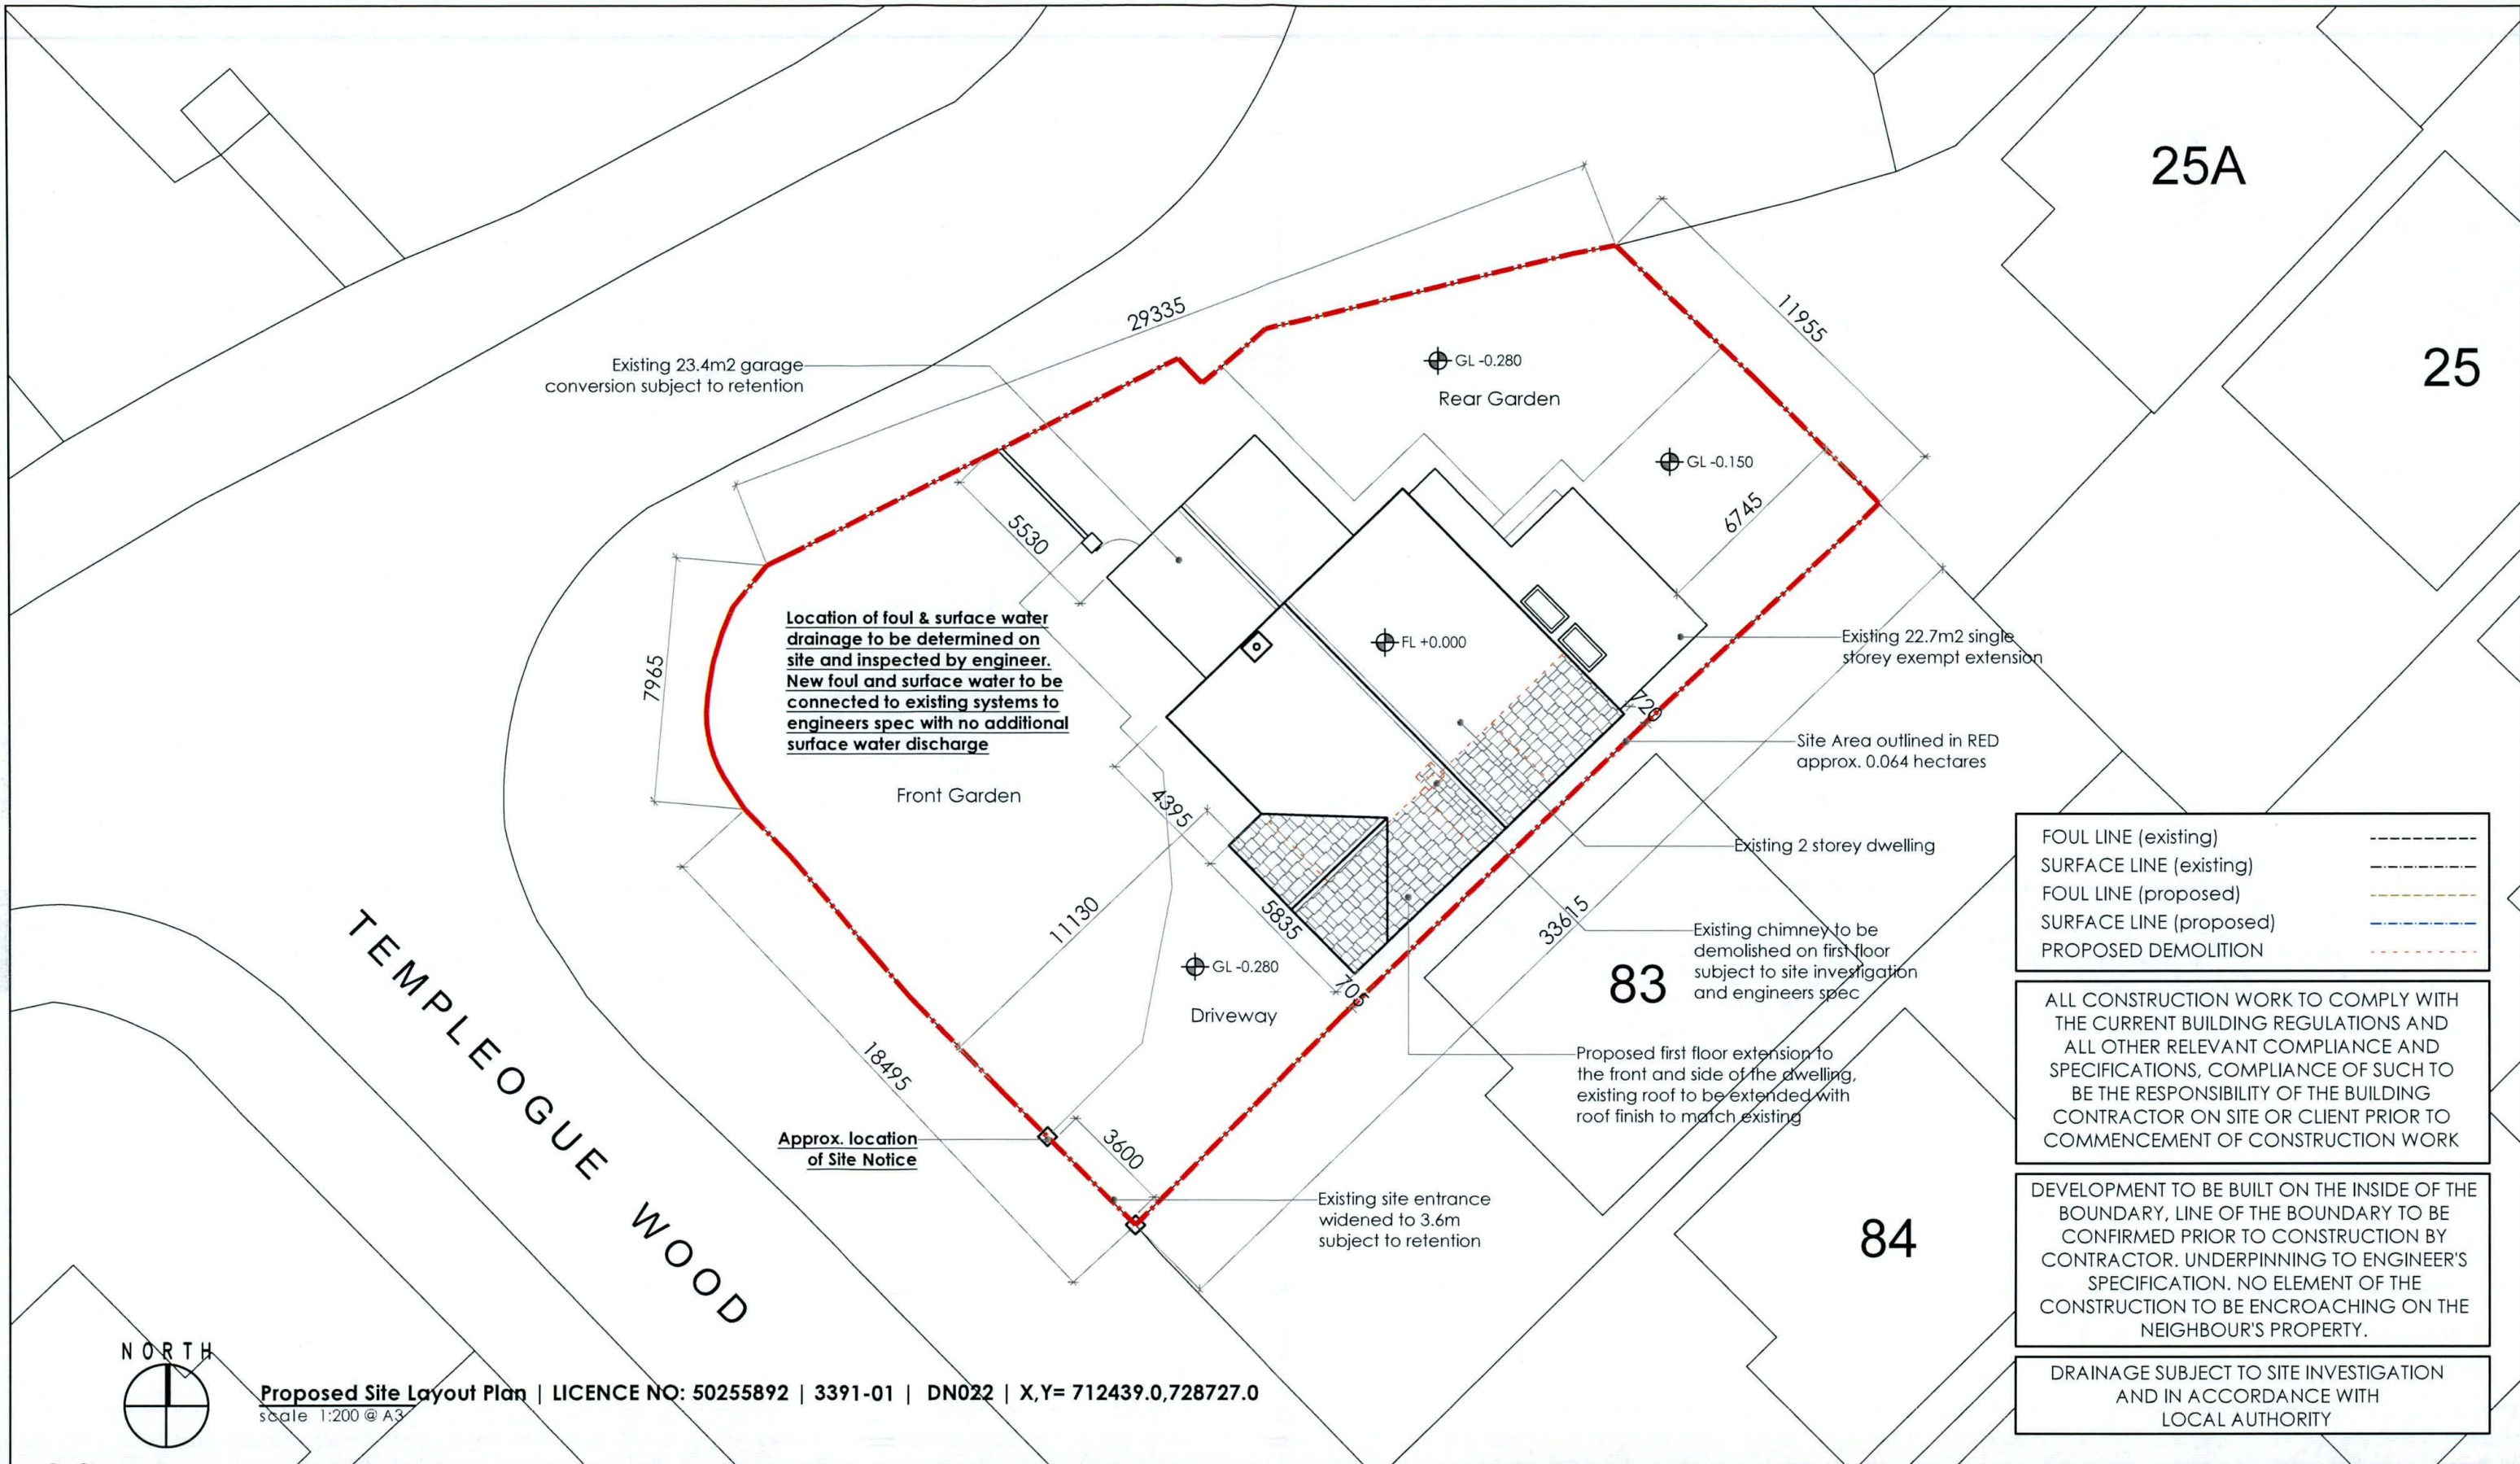 25A
25
29335
11955
Existing 23.4m2 garage
conversion subject to retention
GL -0.280
Rear Garden
GL -0.150
6745
5530
7965
Location of foul & surface water
drainage to be determined on
site and inspected by engineer.
New foul and surface water to be
connected to existing systems to
engineers spec with no additional
surface water discharge
FL +0.000
Existing 22.7m2 single
storey exempt extension
720
Site Area outlined in RED
approx. 0.064 hectares
Front Garden
4395
Existing 2 storey dwelling
11130
5835
33615
GL -0.280
705
Driveway
83
Existing chimney to be
demolished on first floor
subject to site investigation
and engineers spec
Proposed first floor extension to
the front and side of the dwelling,
existing roof to be extended with
roof finish to match existing
18495
3600
Approx. location
of Site Notice
Existing site entrance
widened to 3.6m
subject to retention
84
TEMPLEOGUE WOOD
FOUL LINE (existing)
SURFACE LINE (existing)
FOUL LINE (proposed)
SURFACE LINE (proposed)
PROPOSED DEMOLITION
ALL CONSTRUCTION WORK TO COMPLY WITH
THE CURRENT BUILDING REGULATIONS AND
ALL OTHER RELEVANT COMPLIANCE AND
SPECIFICATIONS, COMPLIANCE OF SUCH TO
BE THE RESPONSIBILITY OF THE BUILDING
CONTRACTOR ON SITE OR CLIENT PRIOR TO
COMMENCEMENT OF CONSTRUCTION WORK
DEVELOPMENT TO BE BUILT ON THE INSIDE OF THE
BOUNDARY, LINE OF THE BOUNDARY TO BE
CONFIRMED PRIOR TO CONSTRUCTION BY
CONTRACTOR. UNDERPINNING TO ENGINEER'S
SPECIFICATION. NO ELEMENT OF THE
CONSTRUCTION TO BE ENCROACHING ON THE
NEIGHBOUR'S PROPERTY.
DRAINAGE SUBJECT TO SITE INVESTIGATION
AND IN ACCORDANCE WITH
LOCAL AUTHORITY
NORTH
Proposed Site Layout Plan | LICENCE NO: 50255892 | 3391-01 | DN022 | X,Y= 712439.0,728727.0
scale 1:200 @ A3